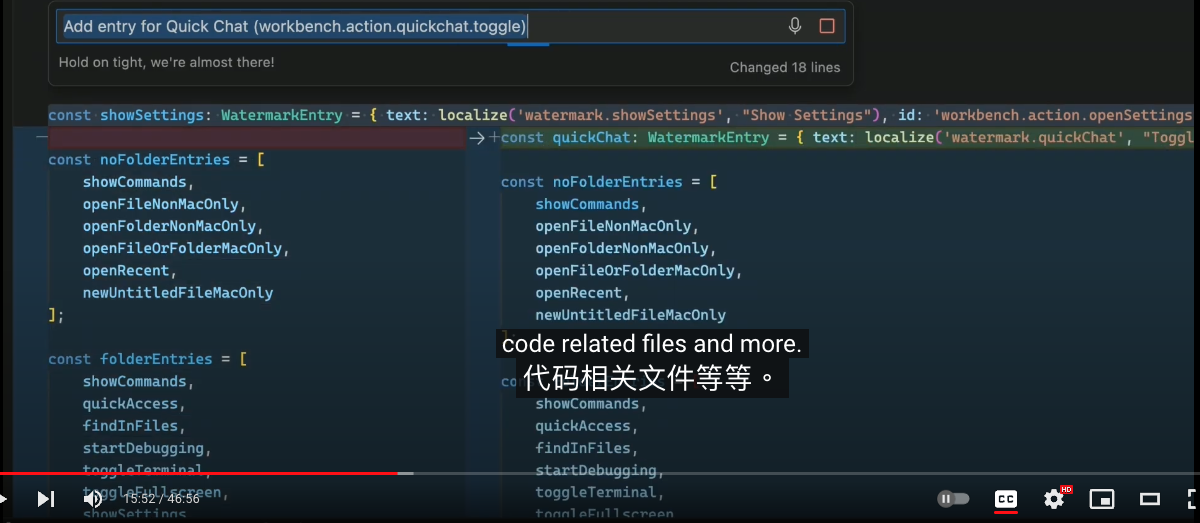 Add entry for Quick Chat (workbench.action.quickchat.toggle)
Hold on tight, we're almost there!
Changed 18 lines
const showSettings: WatermarkEntry = { text: localize('watermark.showSettings', "Show Settings"), id: 'workbench.action.openSettings
const quickChat: WatermarkEntry = { text: localize('watermark.quickChat', "Toggl
const noFolderEntries = [
showCommands,
openFileNonMacOnly,
openFolderNonMacOnly,
openFileOrFolderMacOnly,
openRecent,
newUntitledFileMacOnly
];
const folderEntries = [
showCommands,
quickAccess,
findInFiles,
startDebugging,
toggleTerminal,
toggleFullscreen,
showSettings
const noFolderEntries = [
showCommands,
openFileNonMacOnly,
openFolderNonMacOnly,
openFileOrFolderMacOnly,
openRecent,
newUntitledFileMacOnly
code related files and more.
代码相关文件等等。
showCommands,
quickAccess,
findInFiles,
startDebugging,
toggleTerminal,
toggleFullscreen
15:52 / 46:56
CC
HD